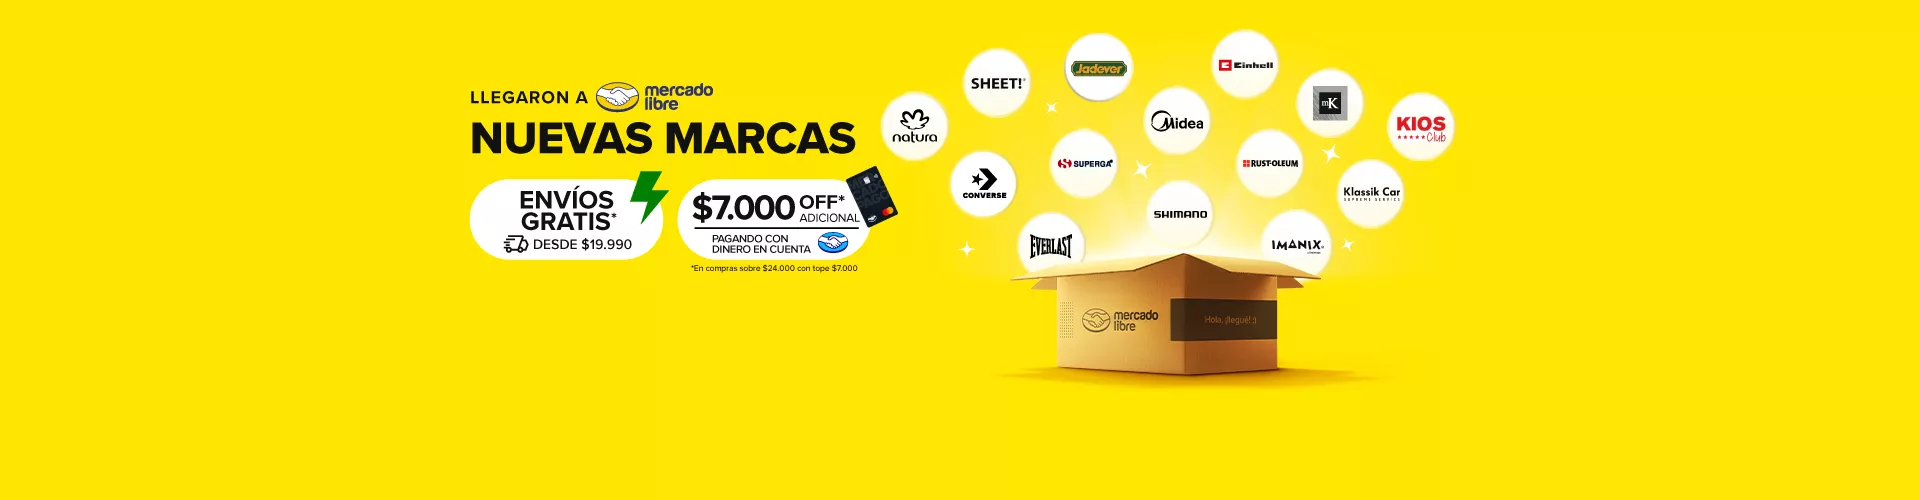 LLEGARON A mercado libre
NUEVAS MARCAS
ENVÍOS
GRATIS*
DESDE $19.990
$7.000 OFF*
ADICIONAL
PAGANDO CON
DINERO EN CUENTA
*En compras sobre $24.000 con tope $7.000
SHEET!
Jadever
Einhell
natura
Midea
mK
KIOS
Club
CONVERSE
SUPERGA
RUST-OLEUM
Klassik Car
SUPREME SERVICE
SHIMANO
EVERLAST
IMANIX
mercado
libre
Hola, ¡llegué! :)